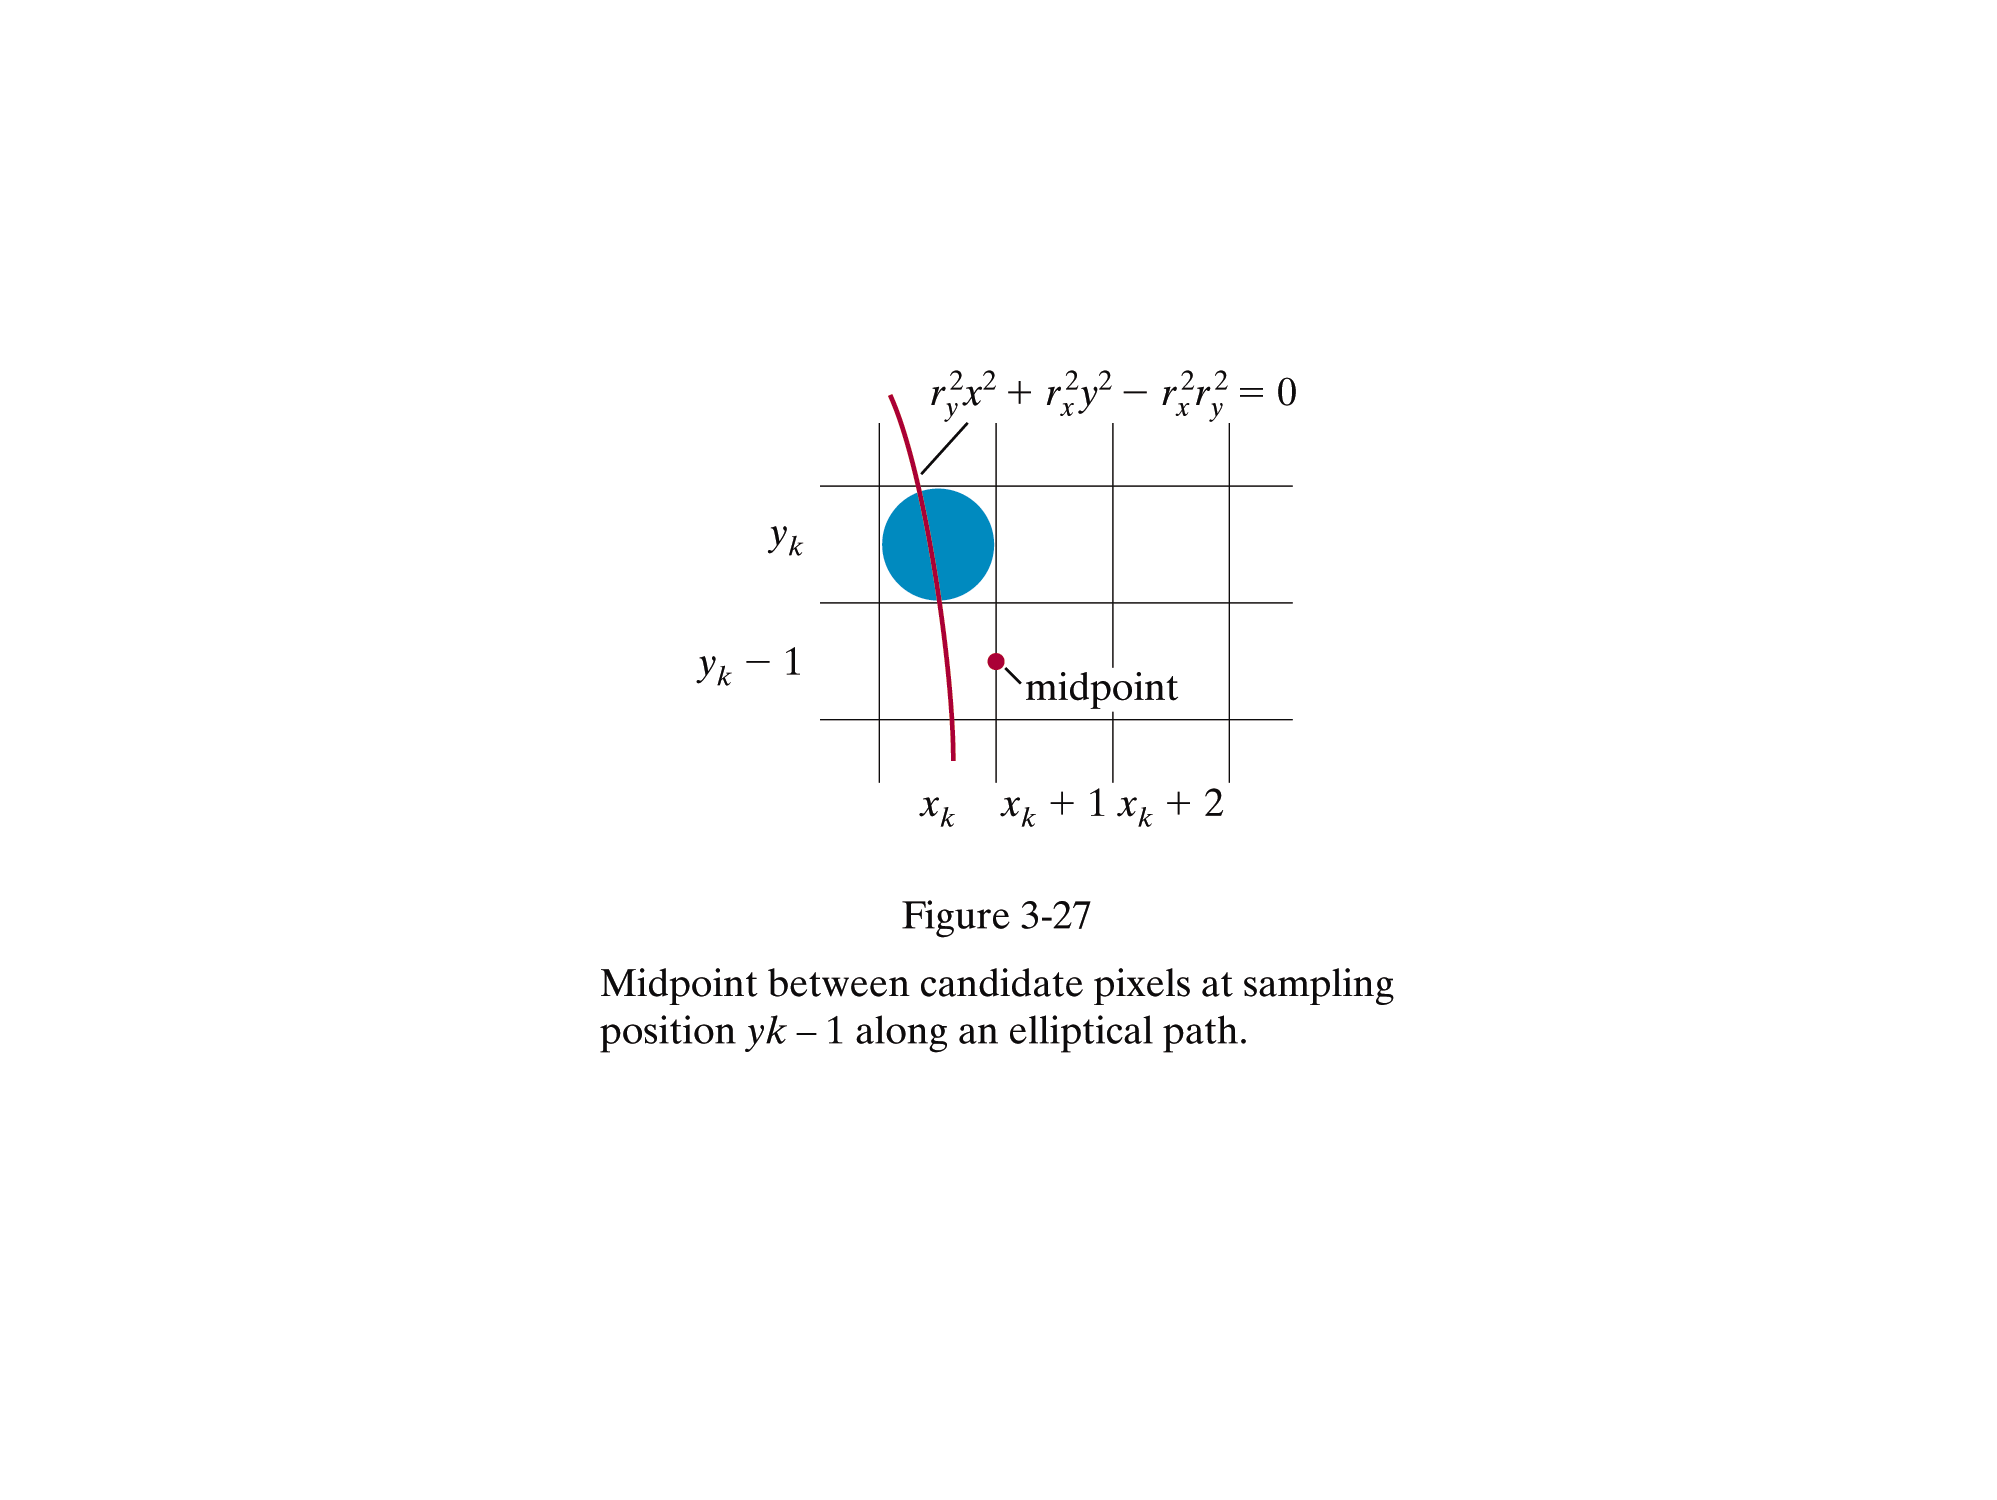 r_y^2x^2 + r_x^2y^2 − r_x^2r_y^2 = 0
y_k
y_k − 1
midpoint
x_k x_k + 1 x_k + 2
Figure 3-27
Midpoint between candidate pixels at sampling
position yk – 1 along an elliptical path.